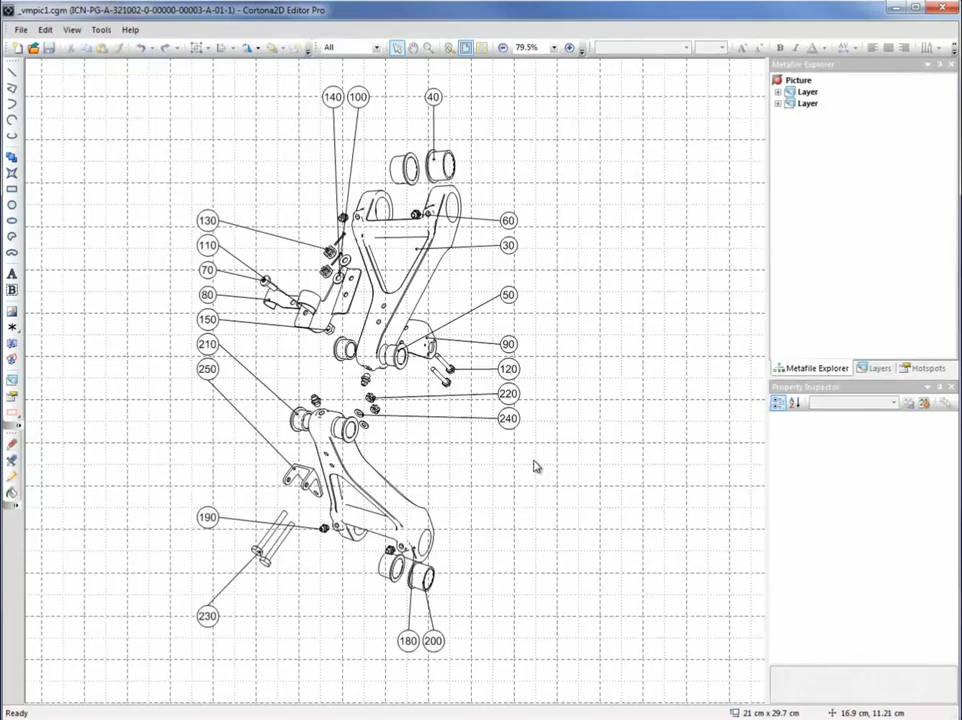 _vmpic1.cgm (ICN-PG-A-321002-0-00000-00003-A-01-1) - Cortona2D Editor Pro
File Edit View Tools Help
All 79.5%
Metafile Explorer
Picture
Layer
Layer
Metafile Explorer Layers Hotspots
Property Inspector
140 100 40
130 60
110 30
70
80 50
150
210 90
250 120
220
240
190
230
180 200
Ready 21 cm x 29.7 cm 16.9 cm, 11.21 cm